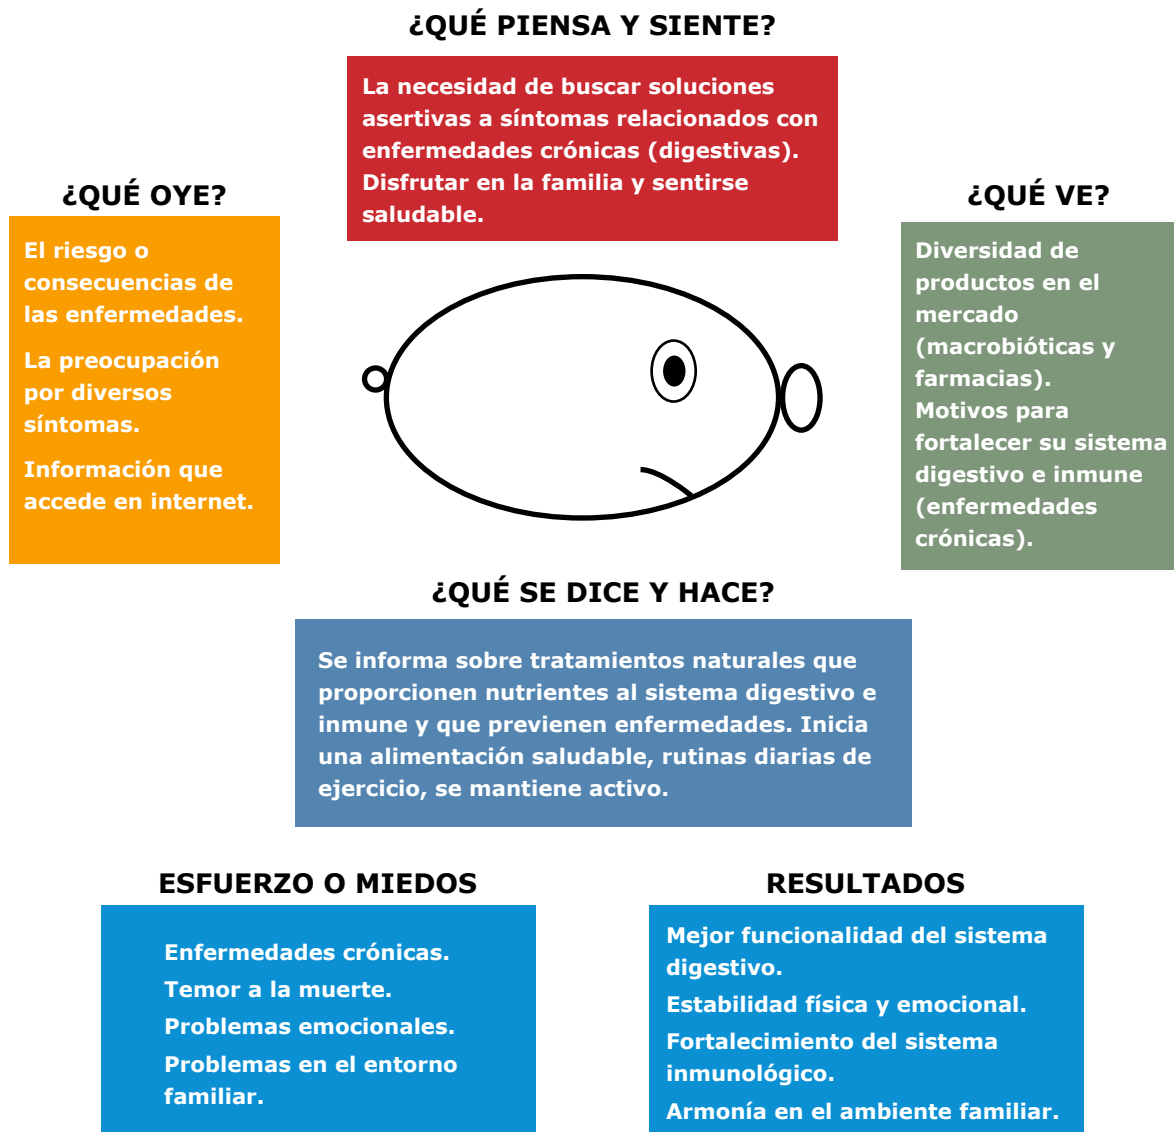 ¿QUÉ PIENSA Y SIENTE?
La necesidad de buscar soluciones
asertivas a síntomas relacionados con
enfermedades crónicas (digestivas).
Disfrutar en la familia y sentirse
saludable.
¿QUÉ OYE?
El riesgo o
consecuencias de
las enfermedades.
La preocupación
por diversos
síntomas.
Información que
accede en internet.
¿QUÉ VE?
Diversidad de
productos en el
mercado
(macrobióticas y
farmacias).
Motivos para
fortalecer su sistema
digestivo e inmune
(enfermedades
crónicas).
¿QUÉ SE DICE Y HACE?
Se informa sobre tratamientos naturales que
proporcionen nutrientes al sistema digestivo e
inmune y que previenen enfermedades. Inicia
una alimentación saludable, rutinas diarias de
ejercicio, se mantiene activo.
ESFUERZO O MIEDOS
Enfermedades crónicas.
Temor a la muerte.
Problemas emocionales.
Problemas en el entorno
familiar.
RESULTADOS
Mejor funcionalidad del sistema
digestivo.
Estabilidad física y emocional.
Fortalecimiento del sistema
inmunológico.
Armonía en el ambiente familiar.